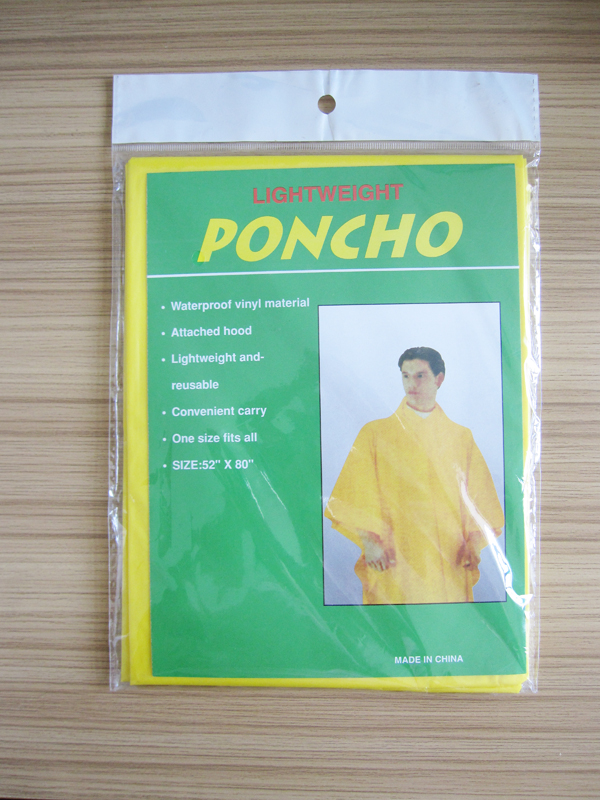 LIGHTWEIGHT
PONCHO
• Waterproof vinyl material
• Attached hood
• Lightweight and-
reusable
• Convenient carry
• One size fits all
• SIZE:52" X 80"
MADE IN CHINA